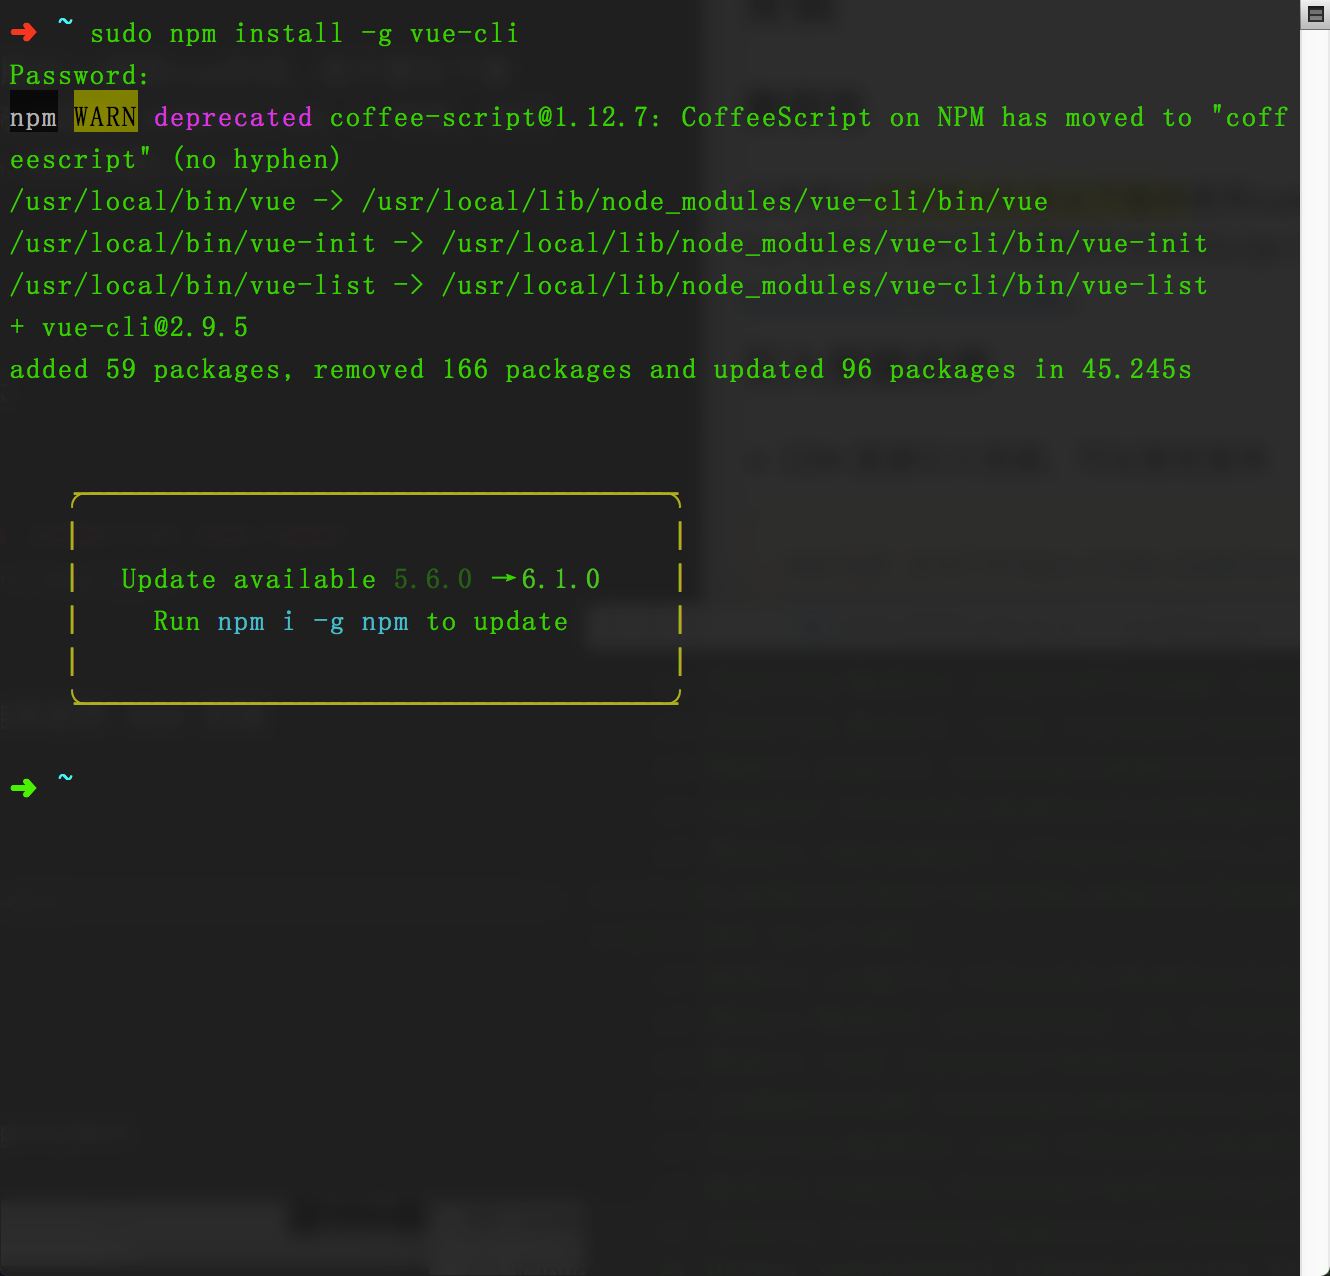 ➜ ~ sudo npm install -g vue-cli
Password:
npm WARN deprecated coffee-script@1.12.7: CoffeeScript on NPM has moved to "coff
eescript" (no hyphen)
/usr/local/bin/vue -> /usr/local/lib/node_modules/vue-cli/bin/vue
/usr/local/bin/vue-init -> /usr/local/lib/node_modules/vue-cli/bin/vue-init
/usr/local/bin/vue-list -> /usr/local/lib/node_modules/vue-cli/bin/vue-list
+ vue-cli@2.9.5
added 59 packages, removed 166 packages and updated 96 packages in 45.245s
Update available 5.6.0 →6.1.0
Run npm i -g npm to update
➜ ~